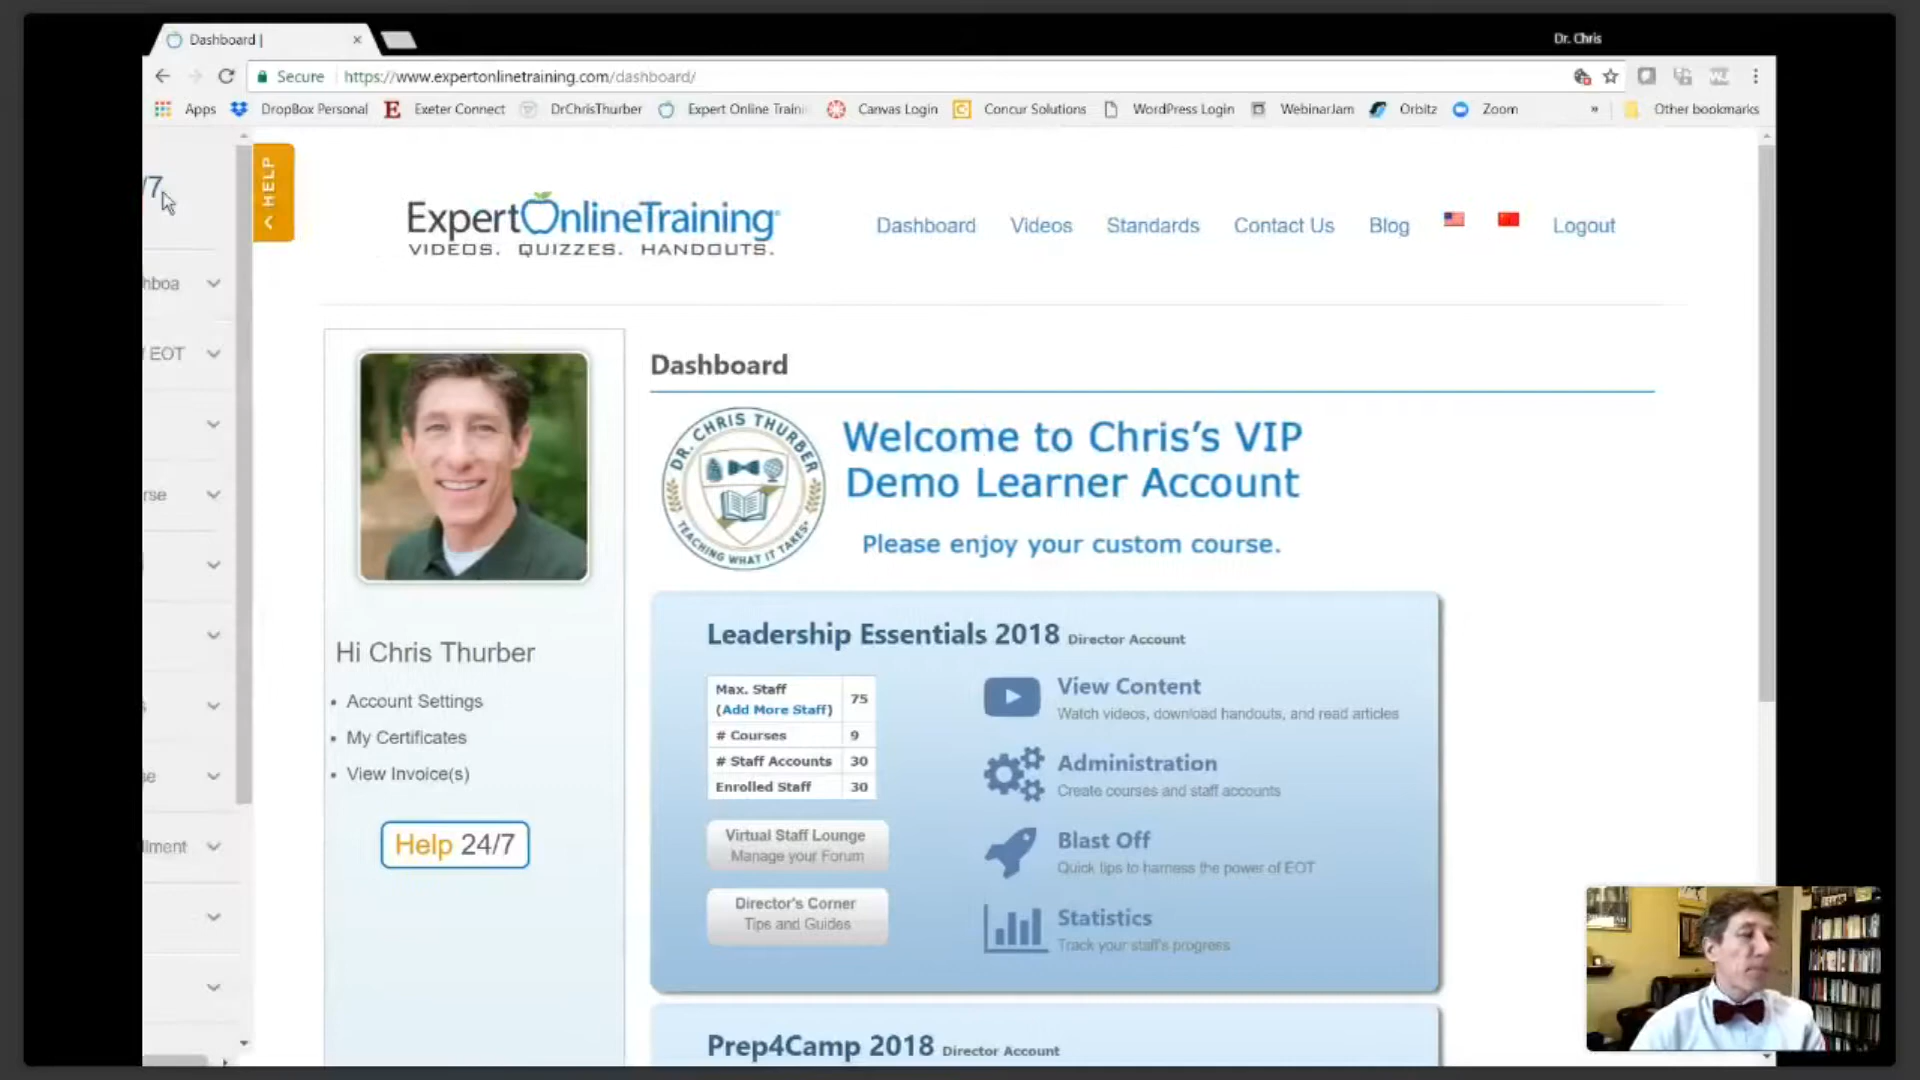 Dashboard |
Dr. Chris
Secure
https://www.expertonlinetraining.com/dashboard/
Apps
DropBox Personal
Exeter Connect
DrChrisThurber
Expert Online Traini
Canvas Login
Concur Solutions
WordPress Login
WebinarJam
Orbitz
Zoom
»
Other bookmarks
/7
hboa
EOT
rse
se
llment
< HELP
ExpertOnlineTraining
VIDEOS. QUIZZES. HANDOUTS.
Dashboard
Videos
Standards
Contact Us
Blog
Logout
Hi Chris Thurber
Account Settings
My Certificates
View Invoice(s)
Help 24/7
Dashboard
DR. CHRIS THURBER
TEACHING WHAT IT TAKES
Welcome to Chris's VIP
Demo Learner Account
Please enjoy your custom course.
Leadership Essentials 2018 Director Account
Max. Staff
(Add More Staff)
75
# Courses 9
# Staff Accounts 30
Enrolled Staff 30
Virtual Staff Lounge
Manage your Forum
Director's Corner
Tips and Guides
View Content
Watch videos, download handouts, and read articles
Administration
Create courses and staff accounts
Blast Off
Quick tips to harness the power of EOT
Statistics
Track your staff's progress
Prep4Camp 2018 Director Account